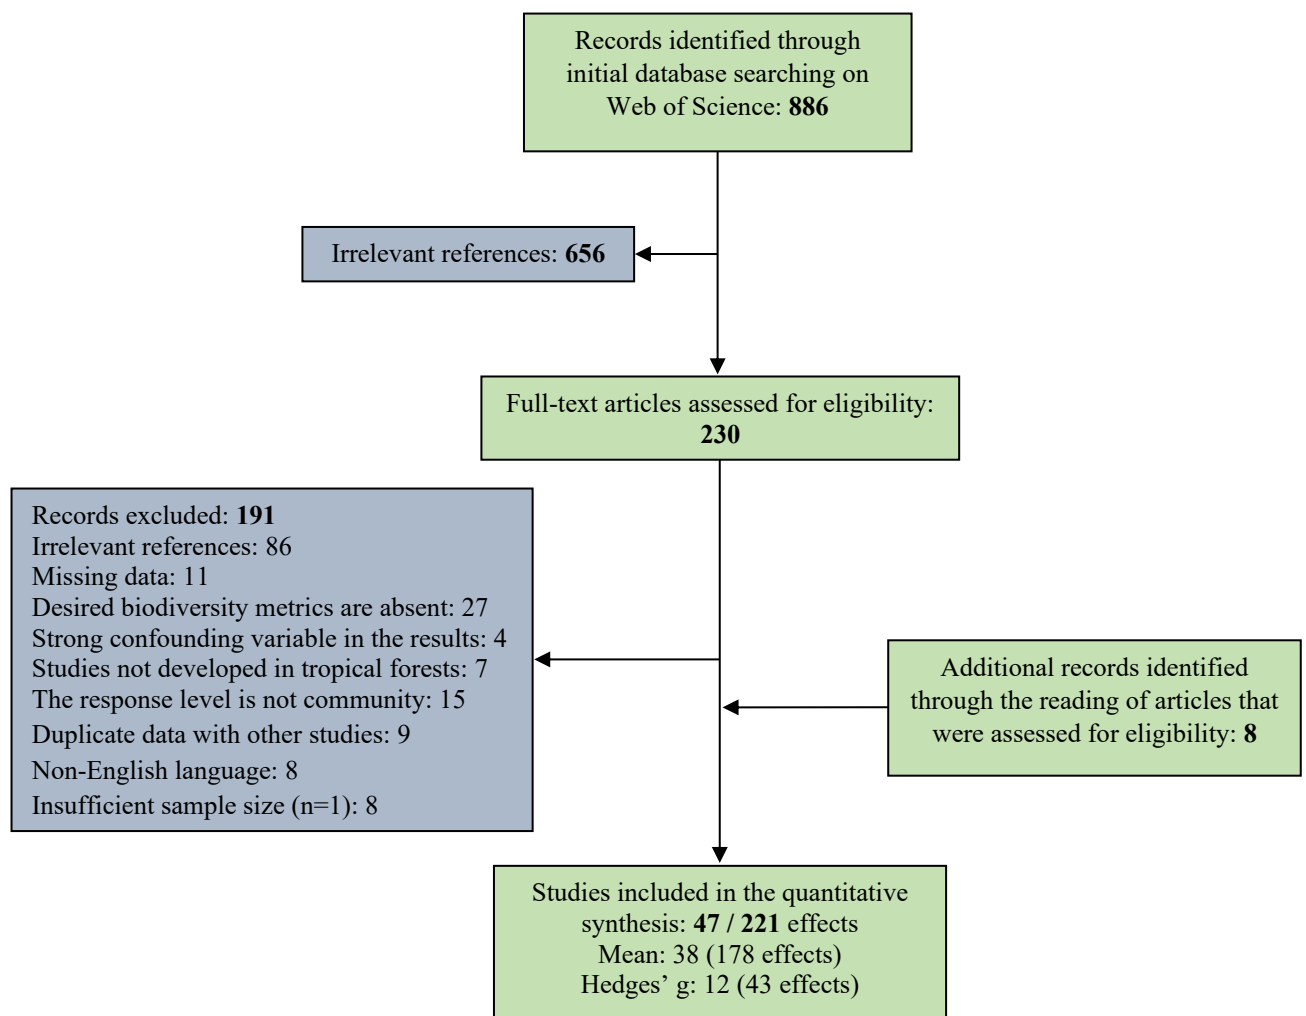 Records identified through
initial database searching on
Web of Science: 886
Irrelevant references: 656
Full-text articles assessed for eligibility:
230
Records excluded: 191
Irrelevant references: 86
Missing data: 11
Desired biodiversity metrics are absent: 27
Strong confounding variable in the results: 4
Studies not developed in tropical forests: 7
The response level is not community: 15
Duplicate data with other studies: 9
Non-English language: 8
Insufficient sample size (n=1): 8
Additional records identified
through the reading of articles that
were assessed for eligibility: 8
Studies included in the quantitative
synthesis: 47 / 221 effects
Mean: 38 (178 effects)
Hedges’ g: 12 (43 effects)